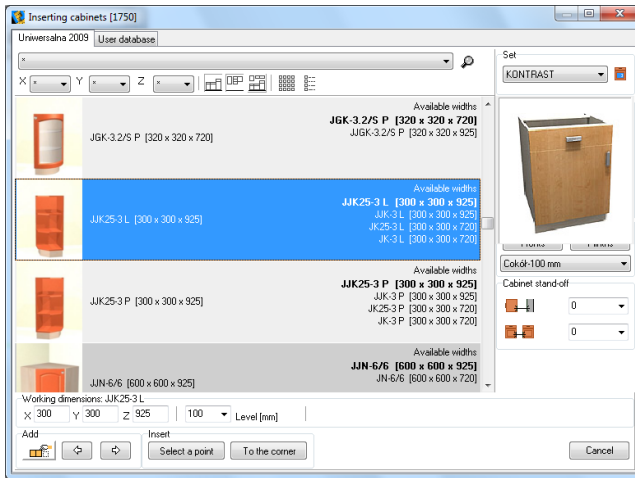 Inserting cabinets [1750]
Uniwersalna 2009 User database
*
X * Y * Z *
Set
KONTRAST
Available widths
JGK-3.2/S P [320 x 320 x 720]
JGK-3.2/S P [320 x 320 x 720]
JJGK-3.2/S P [320 x 320 x 925]
Available widths
JJK25-3 L [300 x 300 x 925]
JJK25-3 L [300 x 300 x 925]
JJK-3 L [300 x 300 x 925]
JK25-3 L [300 x 300 x 720]
JK-3 L [300 x 300 x 720]
Available widths
JJK25-3 P [300 x 300 x 925]
JJK25-3 P [300 x 300 x 925]
JJK-3 P [300 x 300 x 925]
JK25-3 P [300 x 300 x 720]
JK-3 P [300 x 300 x 720]
Available widths
JJN-6/6 [600 x 600 x 925]
JJN-6/6 [600 x 600 x 925]
JN-6/6 [600 x 600 x 720]
Cokół-100 mm
Cabinet stand-off
0
0
Working dimensions: JJK25-3 L
X 300 Y 300 Z 925 100 Level [mm]
Add
Insert
Select a point To the corner
Cancel